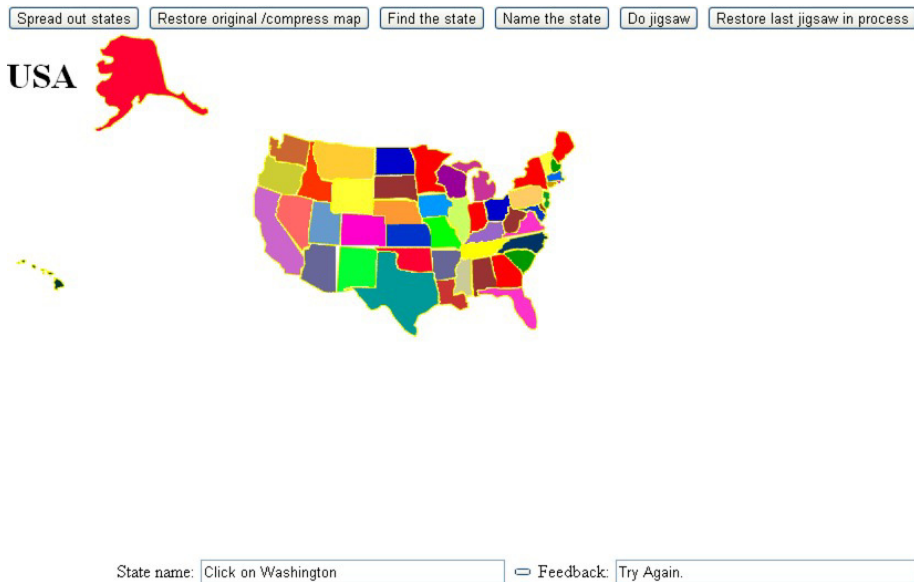 Spread out states Restore original /compress map Find the state Name the state Do jigsaw Restore last jigsaw in process
USA
State name: Click on Washington Feedback: Try Again.